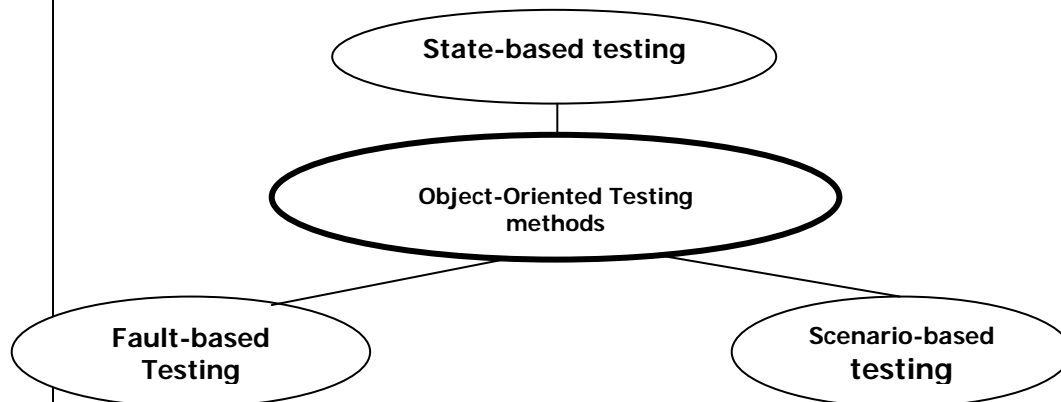 State-based testing
Object-Oriented Testing
methods
Fault-based
Testing
Scenario-based
testing